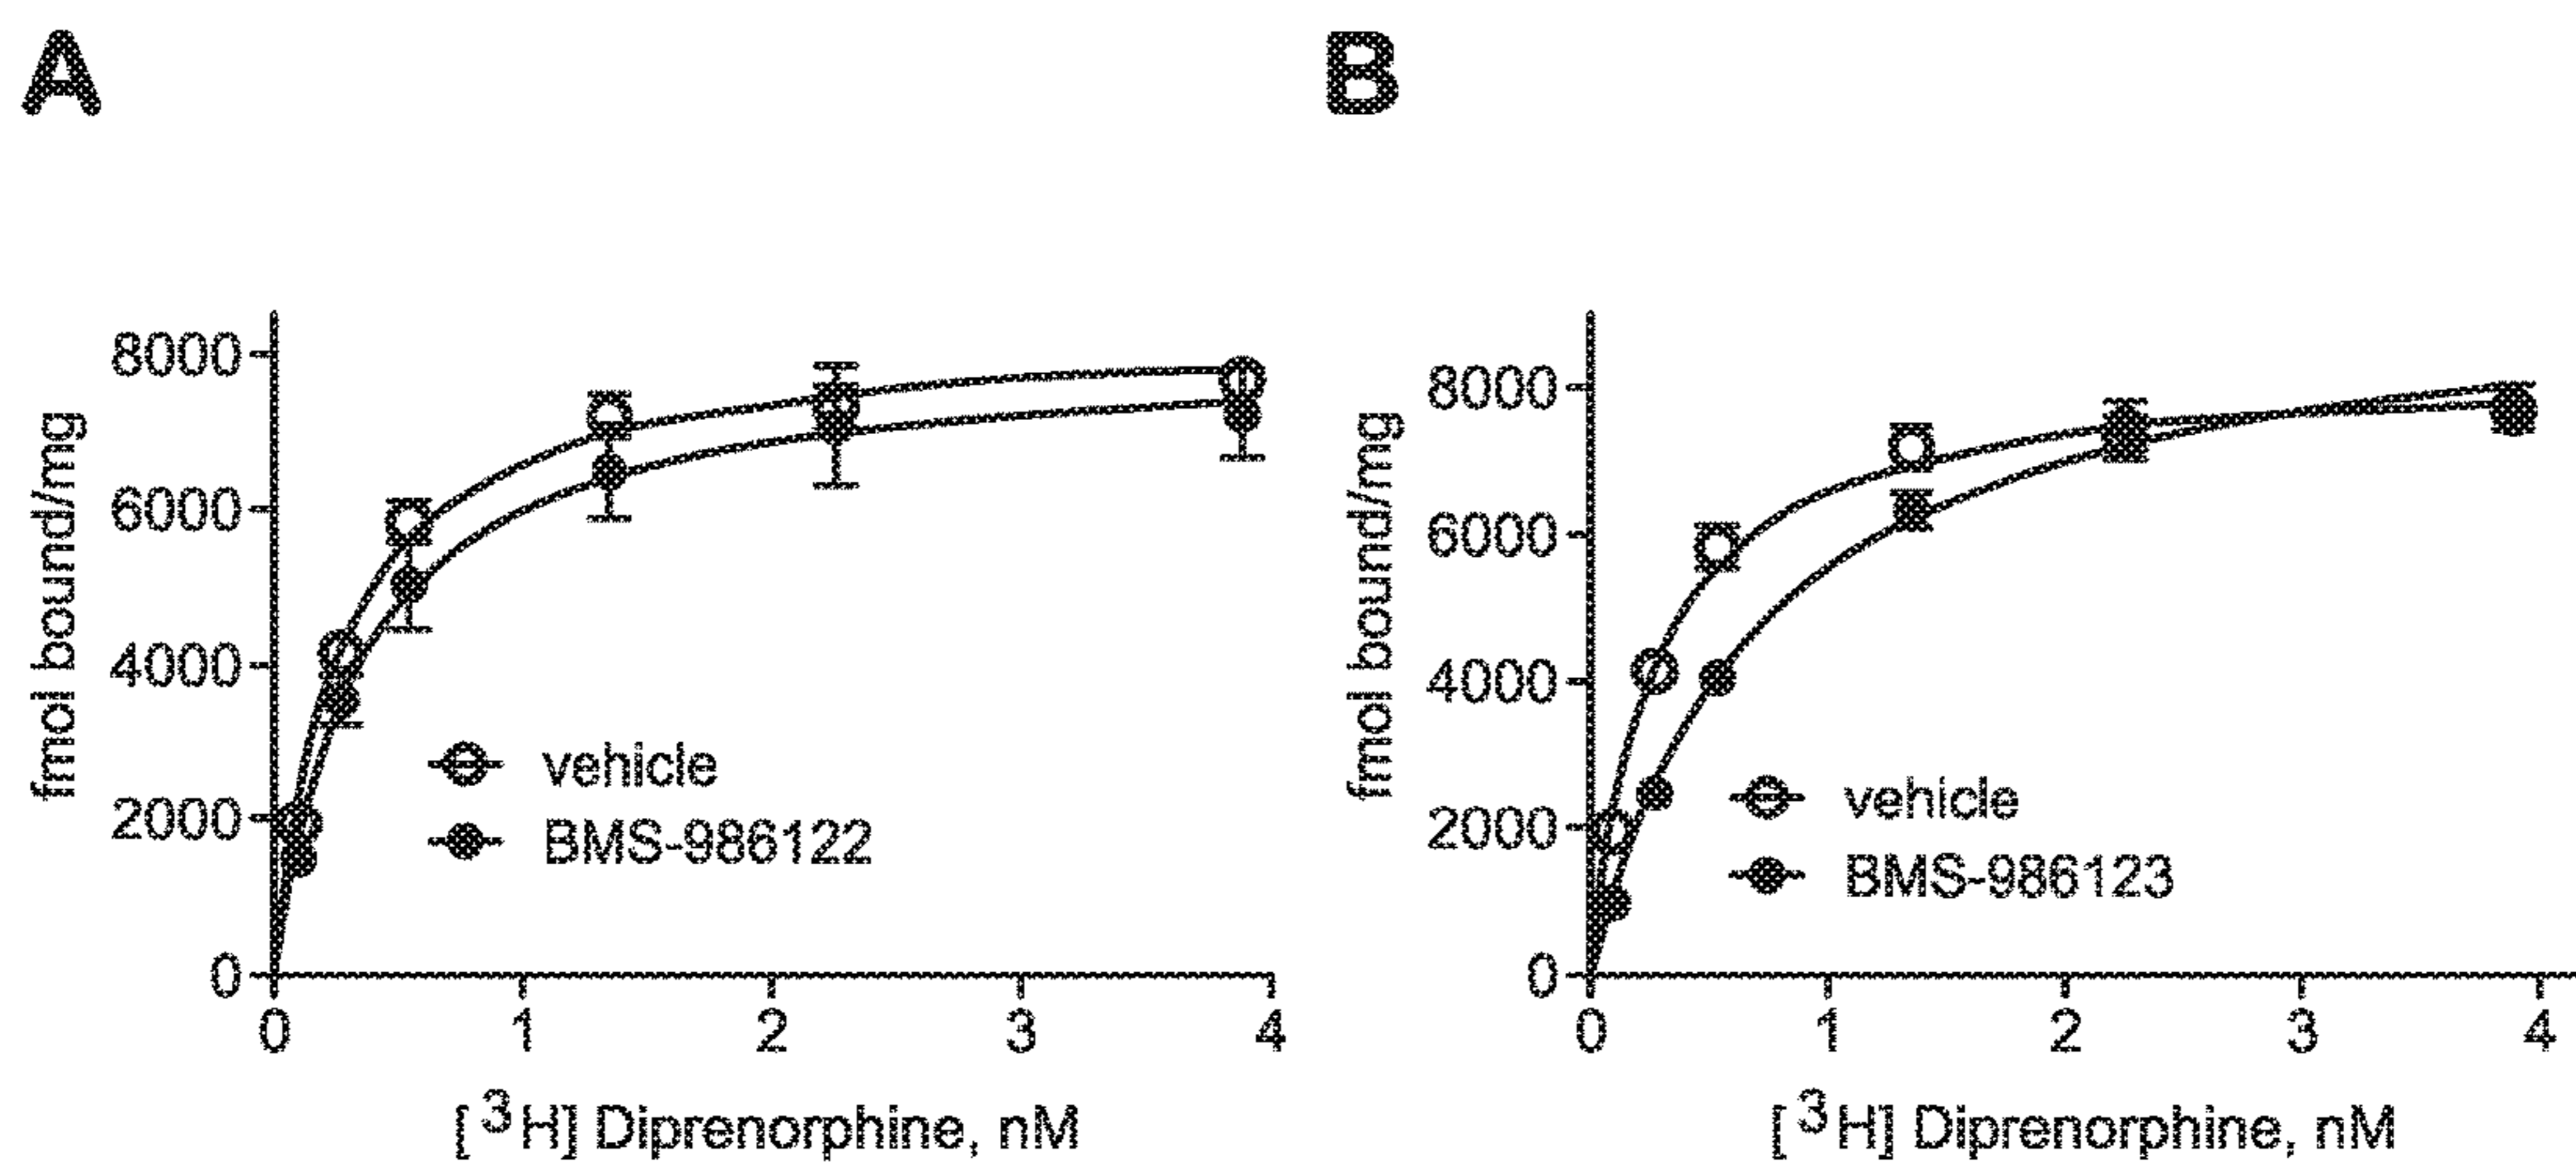 A
fmol bound/mg
8000
6000
4000
2000
0
vehicle
BMS-986122
0 1 2 3 4
[3H] Diprenorphine, nM
B
fmol bound/mg
8000
6000
4000
2000
0
vehicle
BMS-986123
0 1 2 3 4
[3H] Diprenorphine, nM